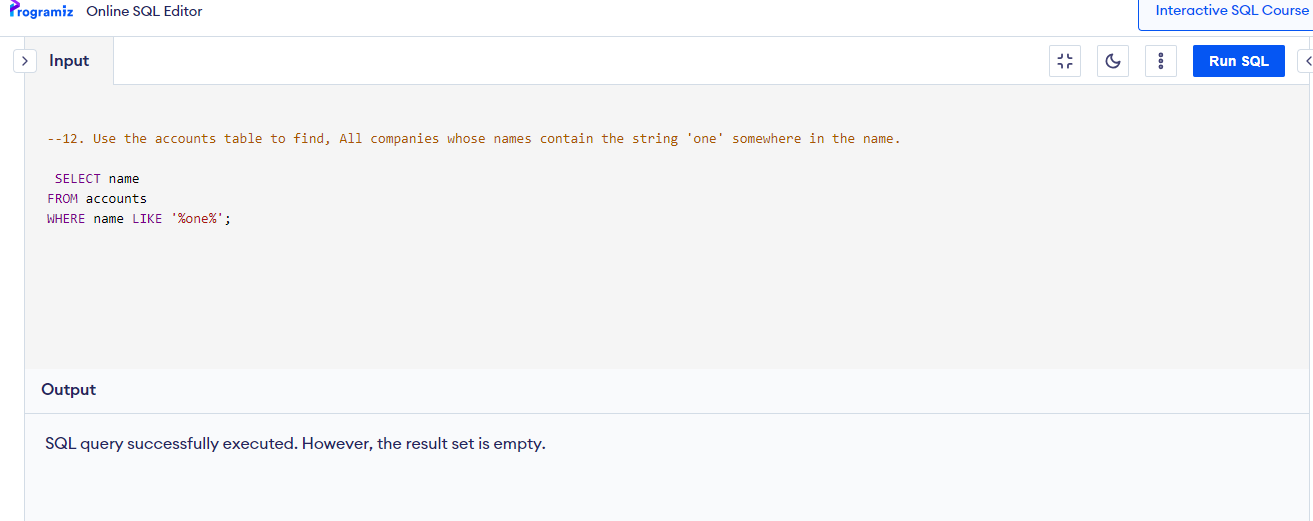 Programiz Online SQL Editor
Interactive SQL Course
Input
Run SQL
--12. Use the accounts table to find, All companies whose names contain the string 'one' somewhere in the name.
SELECT name
FROM accounts
WHERE name LIKE '%one%';
Output
SQL query successfully executed. However, the result set is empty.